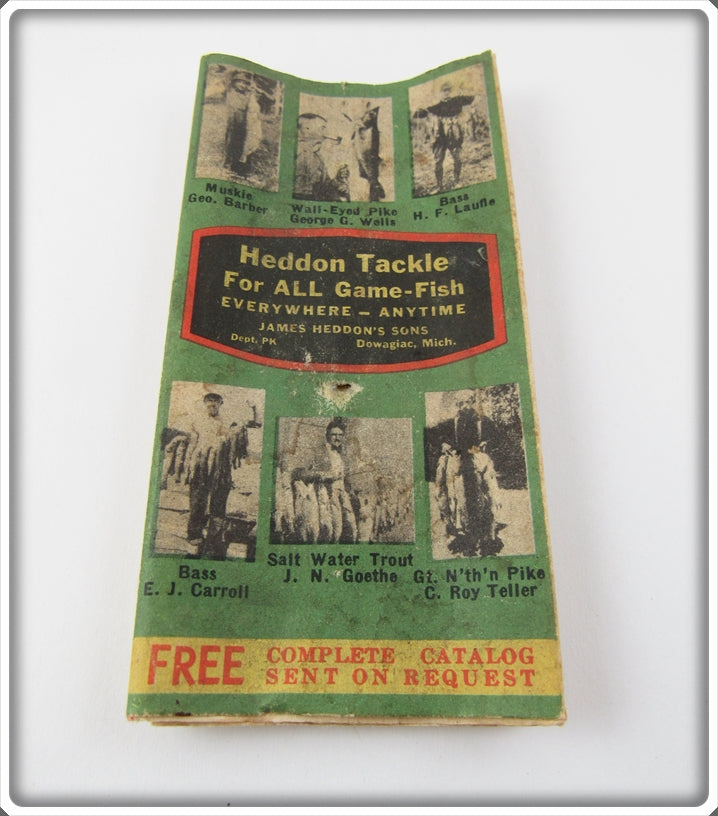 Muskie
Geo. Barber
Wall-Eyed Pike
George G. Wells
Bass
H. F. Laufle
Heddon Tackle
For ALL Game-Fish
EVERYWHERE – ANYTIME
JAMES HEDDON'S SONS
Dept. PK Dowagiac, Mich.
Bass
E. J. Carroll
Salt Water Trout
J. N. Goethe
Gt. N'th'n Pike
C. Roy Teller
FREE COMPLETE CATALOG
SENT ON REQUEST